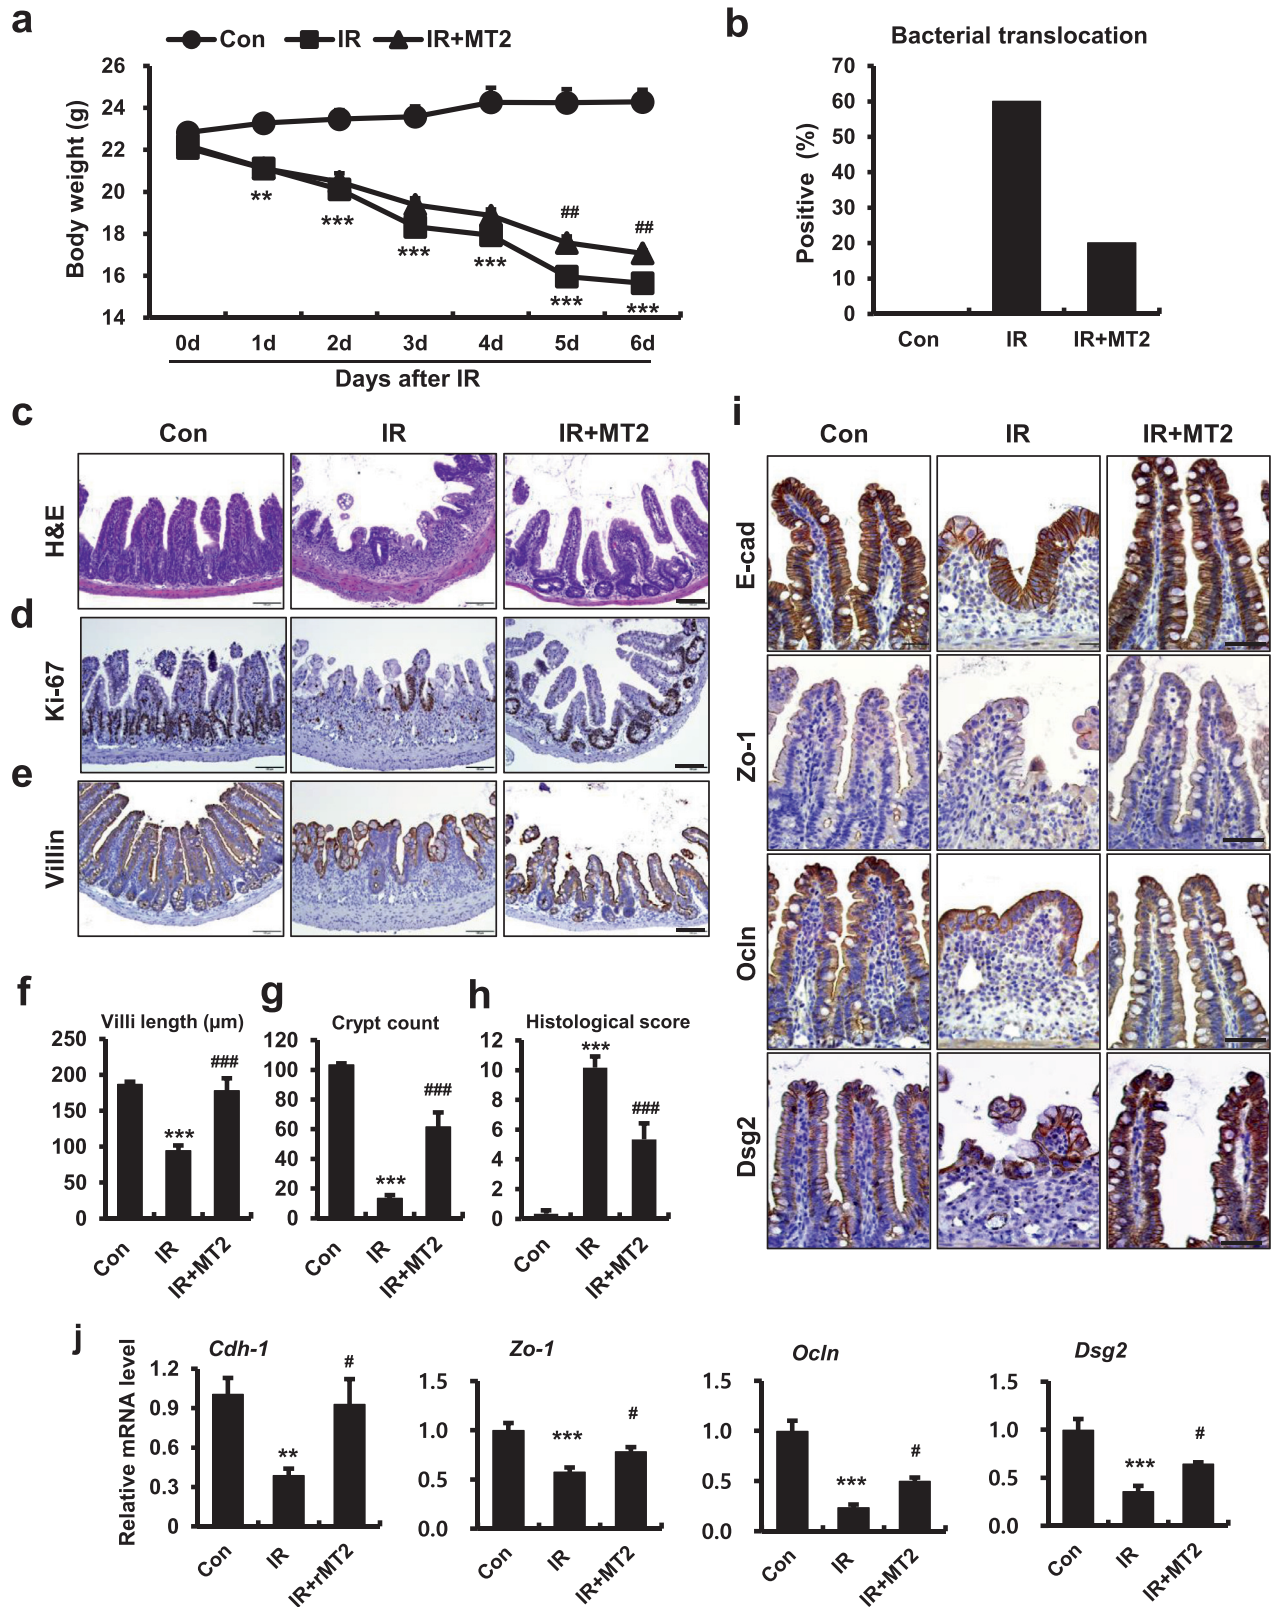 a
Con IR IR+MT2
Body weight (g)
26
24
22
20
18
16
14
** *** *** *** *** ***
## ##
0d 1d 2d 3d 4d 5d 6d
Days after IR
b
Bacterial translocation
Positive (%)
70
60
50
40
30
20
10
0
Con IR IR+MT2
c
Con IR IR+MT2
H&E
d
Ki-67
e
Villin
f
Villi length (µm)
250
200
150
100
50
0
*** ###
Con IR IR+MT2
g
Crypt count
120
100
80
60
40
20
0
*** ###
Con IR IR+MT2
h
Histological score
12
10
8
6
4
2
0
*** ###
Con IR IR+MT2
i
Con IR IR+MT2
E-cad
Zo-1
Ocln
Dsg2
j
Relative mRNA level
Cdh-1
1.2
0.9
0.6
0.3
0
** #
Con IR IR+rMT2
Zo-1
1.5
1.0
0.5
0.0
*** #
Con IR IR+MT2
Ocln
1.5
1.0
0.5
0.0
*** #
Con IR IR+MT2
Dsg2
1.5
1.0
0.5
0.0
*** #
Con IR IR+MT2